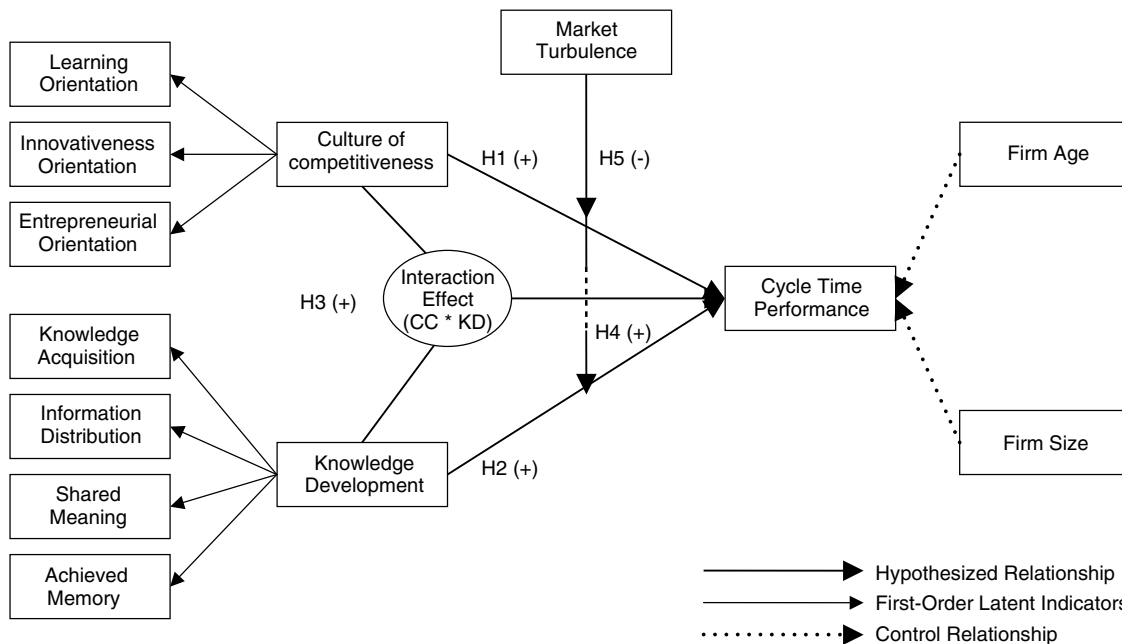 Market
Turbulence
Learning
Orientation
Innovativeness
Orientation
Entrepreneurial
Orientation
Culture of
competitiveness
H1 (+)
H5 (-)
Firm Age
H3 (+)
Interaction
Effect
(CC * KD)
Cycle Time
Performance
H4 (+)
Knowledge
Acquisition
Information
Distribution
Shared
Meaning
Achieved
Memory
Knowledge
Development
H2 (+)
Firm Size
Hypothesized Relationship
First-Order Latent Indicators
Control Relationship